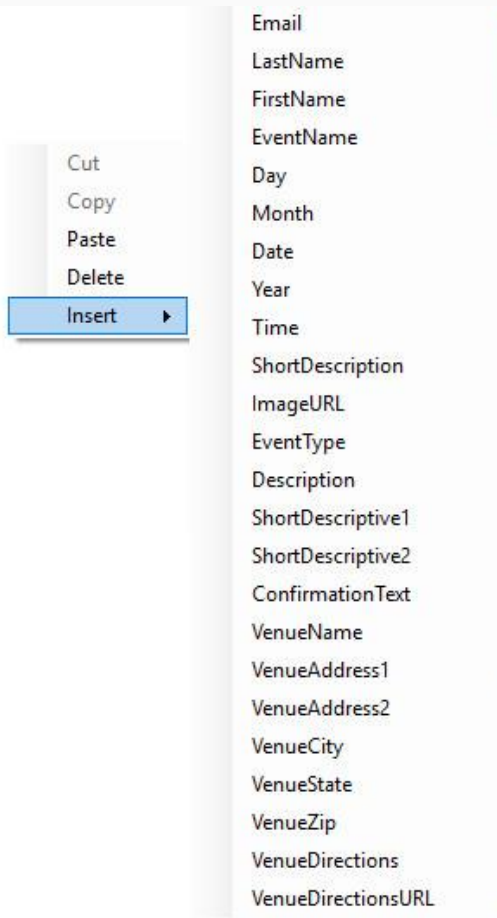 Cut
Copy
Paste
Delete
Insert
Email
LastName
FirstName
EventName
Day
Month
Date
Year
Time
ShortDescription
ImageURL
EventType
Description
ShortDescriptive1
ShortDescriptive2
ConfirmationText
VenueName
VenueAddress1
VenueAddress2
VenueCity
VenueState
VenueZip
VenueDirections
VenueDirectionsURL